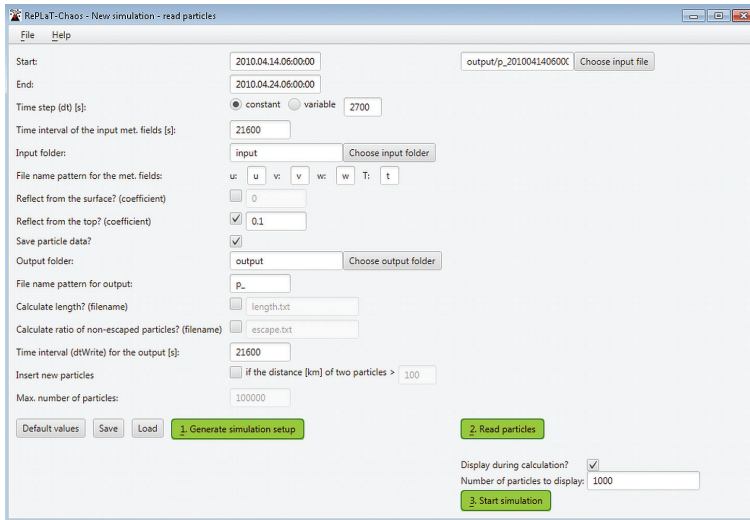 RePLaT-Chaos - New simulation - read particles
File Help
Start: 2010.04.14.06:00:00 output/p_2010041406000 Choose input file
End: 2010.04.24.06:00:00
Time step (dt) [s]: constant variable 2700
Time interval of the input met. fields [s]: 21600
Input folder: input Choose input folder
File name pattern for the met. fields: u: u v: v w: w T: t
Reflect from the surface? (coefficient) 0
Reflect from the top? (coefficient) 0.1
Save particle data?
Output folder: output Choose output folder
File name pattern for output: p_
Calculate length? (filename) length.txt
Calculate ratio of non-escaped particles? (filename) escape.txt
Time interval (dtWrite) for the output [s]: 21600
Insert new particles if the distance [km] of two particles > 100
Max. number of particles: 100000
Default values Save Load 1. Generate simulation setup 2. Read particles
Display during calculation?
Number of particles to display: 1000
3. Start simulation